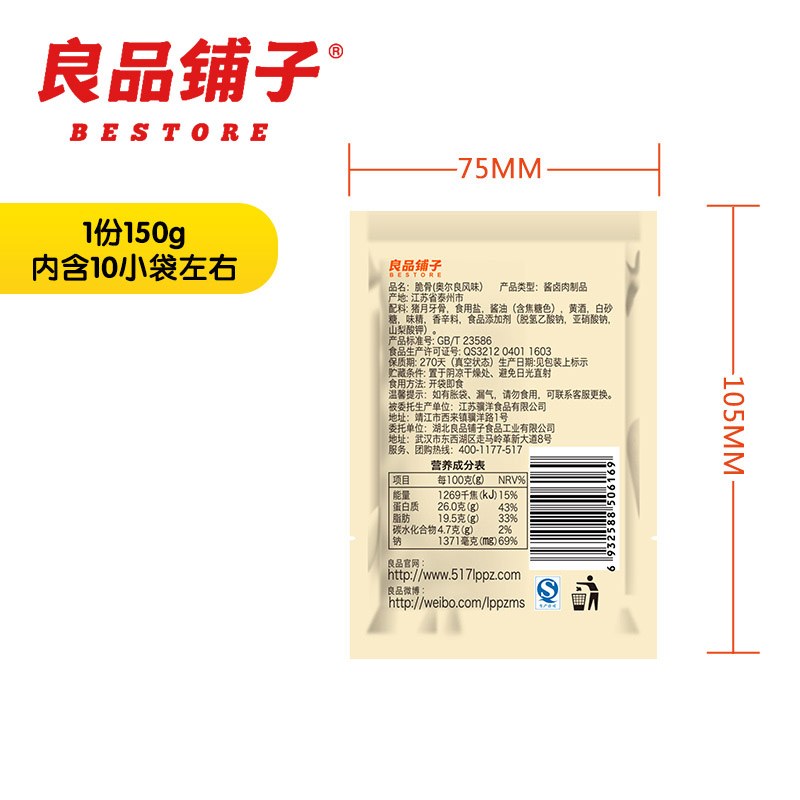 良品铺子®
BESTORE
75MM
1份150g
内含10小袋左右
105MM
良品铺子
BESTORE
品名：脆骨(奥尔良风味) 产品类型：酱卤肉制品
产地：江苏省泰州市
配料：猪月牙骨，食用盐、酱油（含焦糖色），黄酒，白砂
糖，味精，香辛料，食品添加剂（脱氢乙酸钠，亚硝酸钠，
山梨酸钾）。
产品标准号：GB/T 23586
食品生产许可证号：QS3212 0401 1603
保质期：270天（真空状态）生产日期:见包装上标示
贮藏条件：置于阴凉干燥处、避免日光直射
食用方法：开袋即食
温馨提示：如有胀袋、漏气，请勿食用，可联系客服更换。
被委托生产单位：江苏骥洋食品有限公司
地址：靖江市西来镇骥洋路1号
委托单位：湖北良品铺子食品工业有限公司
地址：武汉市东西湖区走马岭革新大道8号
服务、团购热线：400-1177-517
营养成分表
项目 每100克(g) NRV%
能量 1269千焦(kJ) 15%
蛋白质 26.0克(g) 43%
脂肪 19.5克(g) 33%
碳水化合物 4.7克(g) 2%
钠 1371毫克(mg) 69%
6 932588 506169
良品官网：
http://www.517lppz.com
良品微博：
http://weibo.com/lppzms